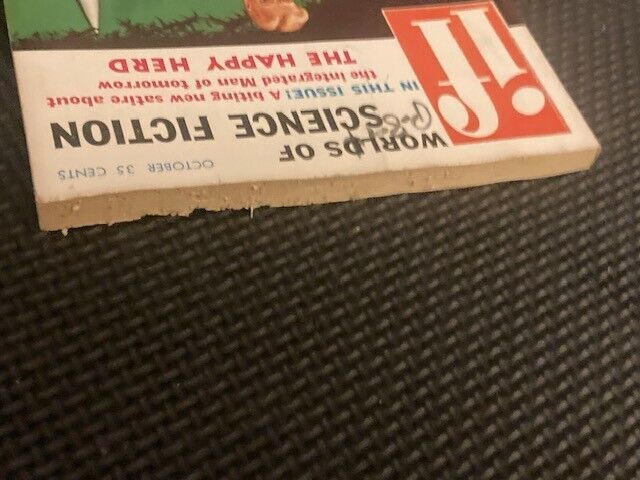 if
WORLDS OF
SCIENCE FICTION
OCTOBER 35 CENTS
IN THIS ISSUE: A biting new satire about
the integrated Man of tomorrow
THE HAPPY HERD